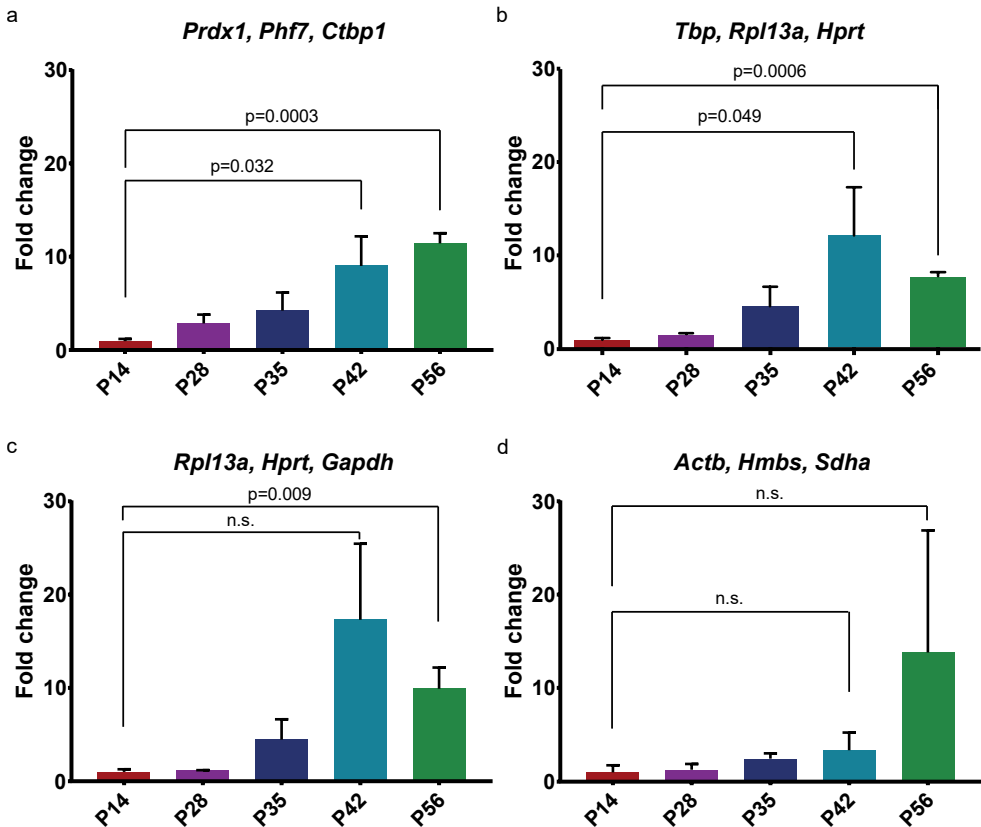 a
Prdx1, Phf7, Ctbp1
Fold change
30
20
10
0
p=0.0003
p=0.032
P14
P28
P35
P42
P56
b
Tbp, Rpl13a, Hprt
Fold change
30
20
10
0
p=0.0006
p=0.049
P14
P28
P35
P42
P56
c
Rpl13a, Hprt, Gapdh
Fold change
30
20
10
0
p=0.009
n.s.
P14
P28
P35
P42
P56
d
Actb, Hmbs, Sdha
Fold change
30
20
10
0
n.s.
n.s.
P14
P28
P35
P42
P56